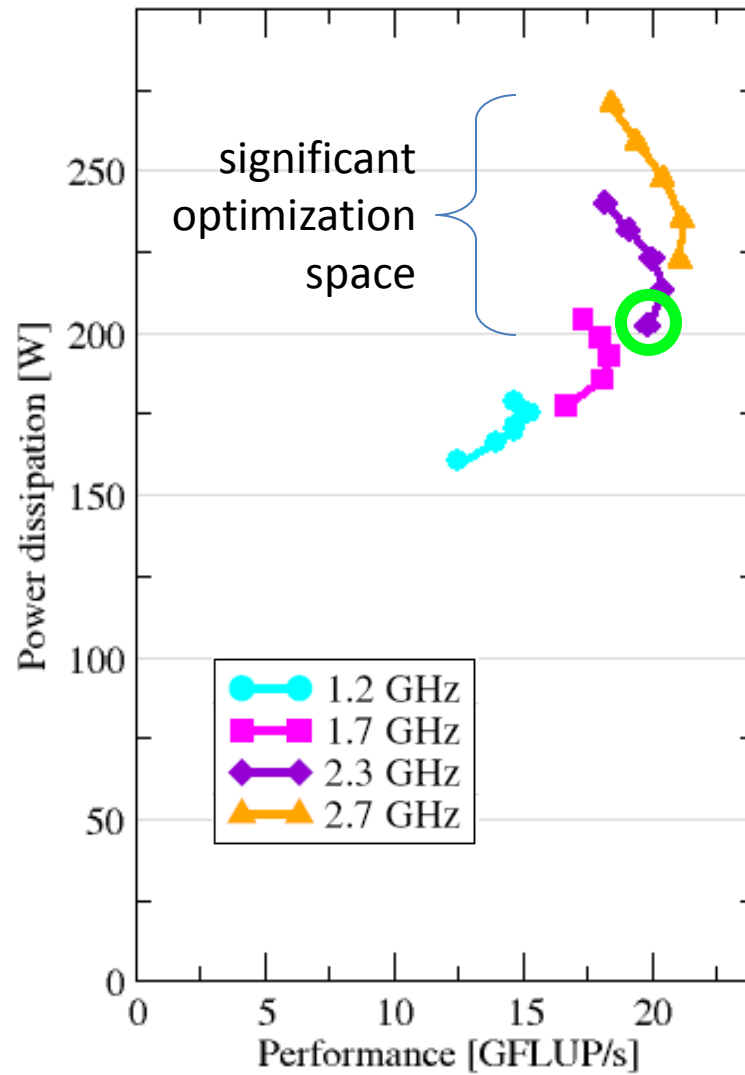 significant
optimization
space
Power dissipation [W]
250
200
150
100
50
0
1.2 GHz
1.7 GHz
2.3 GHz
2.7 GHz
0 5 10 15 20
Performance [GFLUP/s]